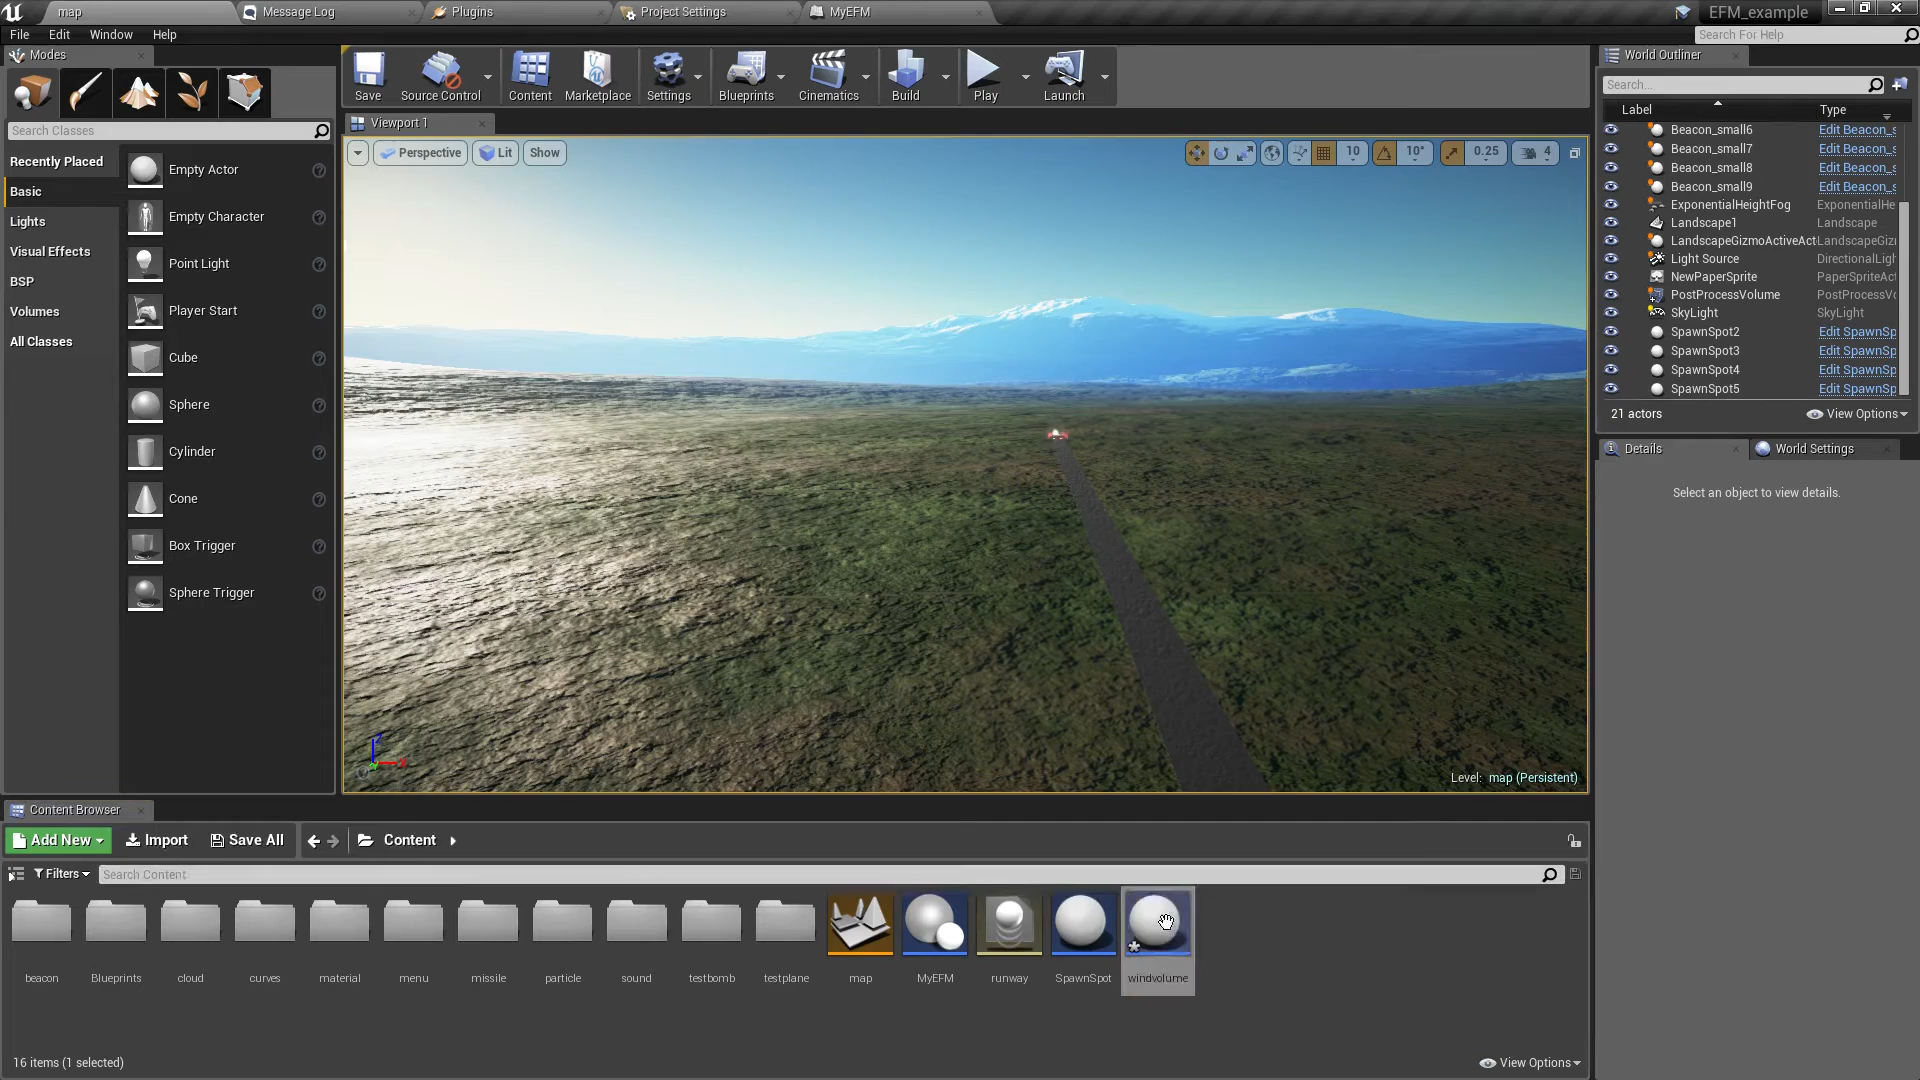 map
Message Log
Plugins
Project Settings
MyEFM
EFM_example
File
Edit
Window
Help
Search For Help
Modes
Search Classes
Recently Placed
Basic
Lights
Visual Effects
BSP
Volumes
All Classes
Empty Actor
Empty Character
Point Light
Player Start
Cube
Sphere
Cylinder
Cone
Box Trigger
Sphere Trigger
Save
Source Control
Content
Marketplace
Settings
Blueprints
Cinematics
Build
Play
Launch
Viewport 1
Perspective
Lit
Show
10
10°
0.25
4
Level: map (Persistent)
World Outliner
Search...
Label Type
Beacon_small6 Edit Beacon_s
Beacon_small7 Edit Beacon_s
Beacon_small8 Edit Beacon_s
Beacon_small9 Edit Beacon_s
ExponentialHeightFog ExponentialHe
Landscape1 Landscape
LandscapeGizmoActiveAct LandscapeGiz
Light Source DirectionalLigh
NewPaperSprite PaperSpriteAct
PostProcessVolume PostProcessVo
SkyLight SkyLight
SpawnSpot2 Edit SpawnSp
SpawnSpot3 Edit SpawnSp
SpawnSpot4 Edit SpawnSp
SpawnSpot5 Edit SpawnSp
21 actors
View Options
Details
World Settings
Select an object to view details.
Content Browser
Add New
Import
Save All
Content
Filters
Search Content
beacon
Blueprints
cloud
curves
material
menu
missile
particle
sound
testbomb
testplane
map
MyEFM
runway
SpawnSpot
windvolume
16 items (1 selected)
View Options